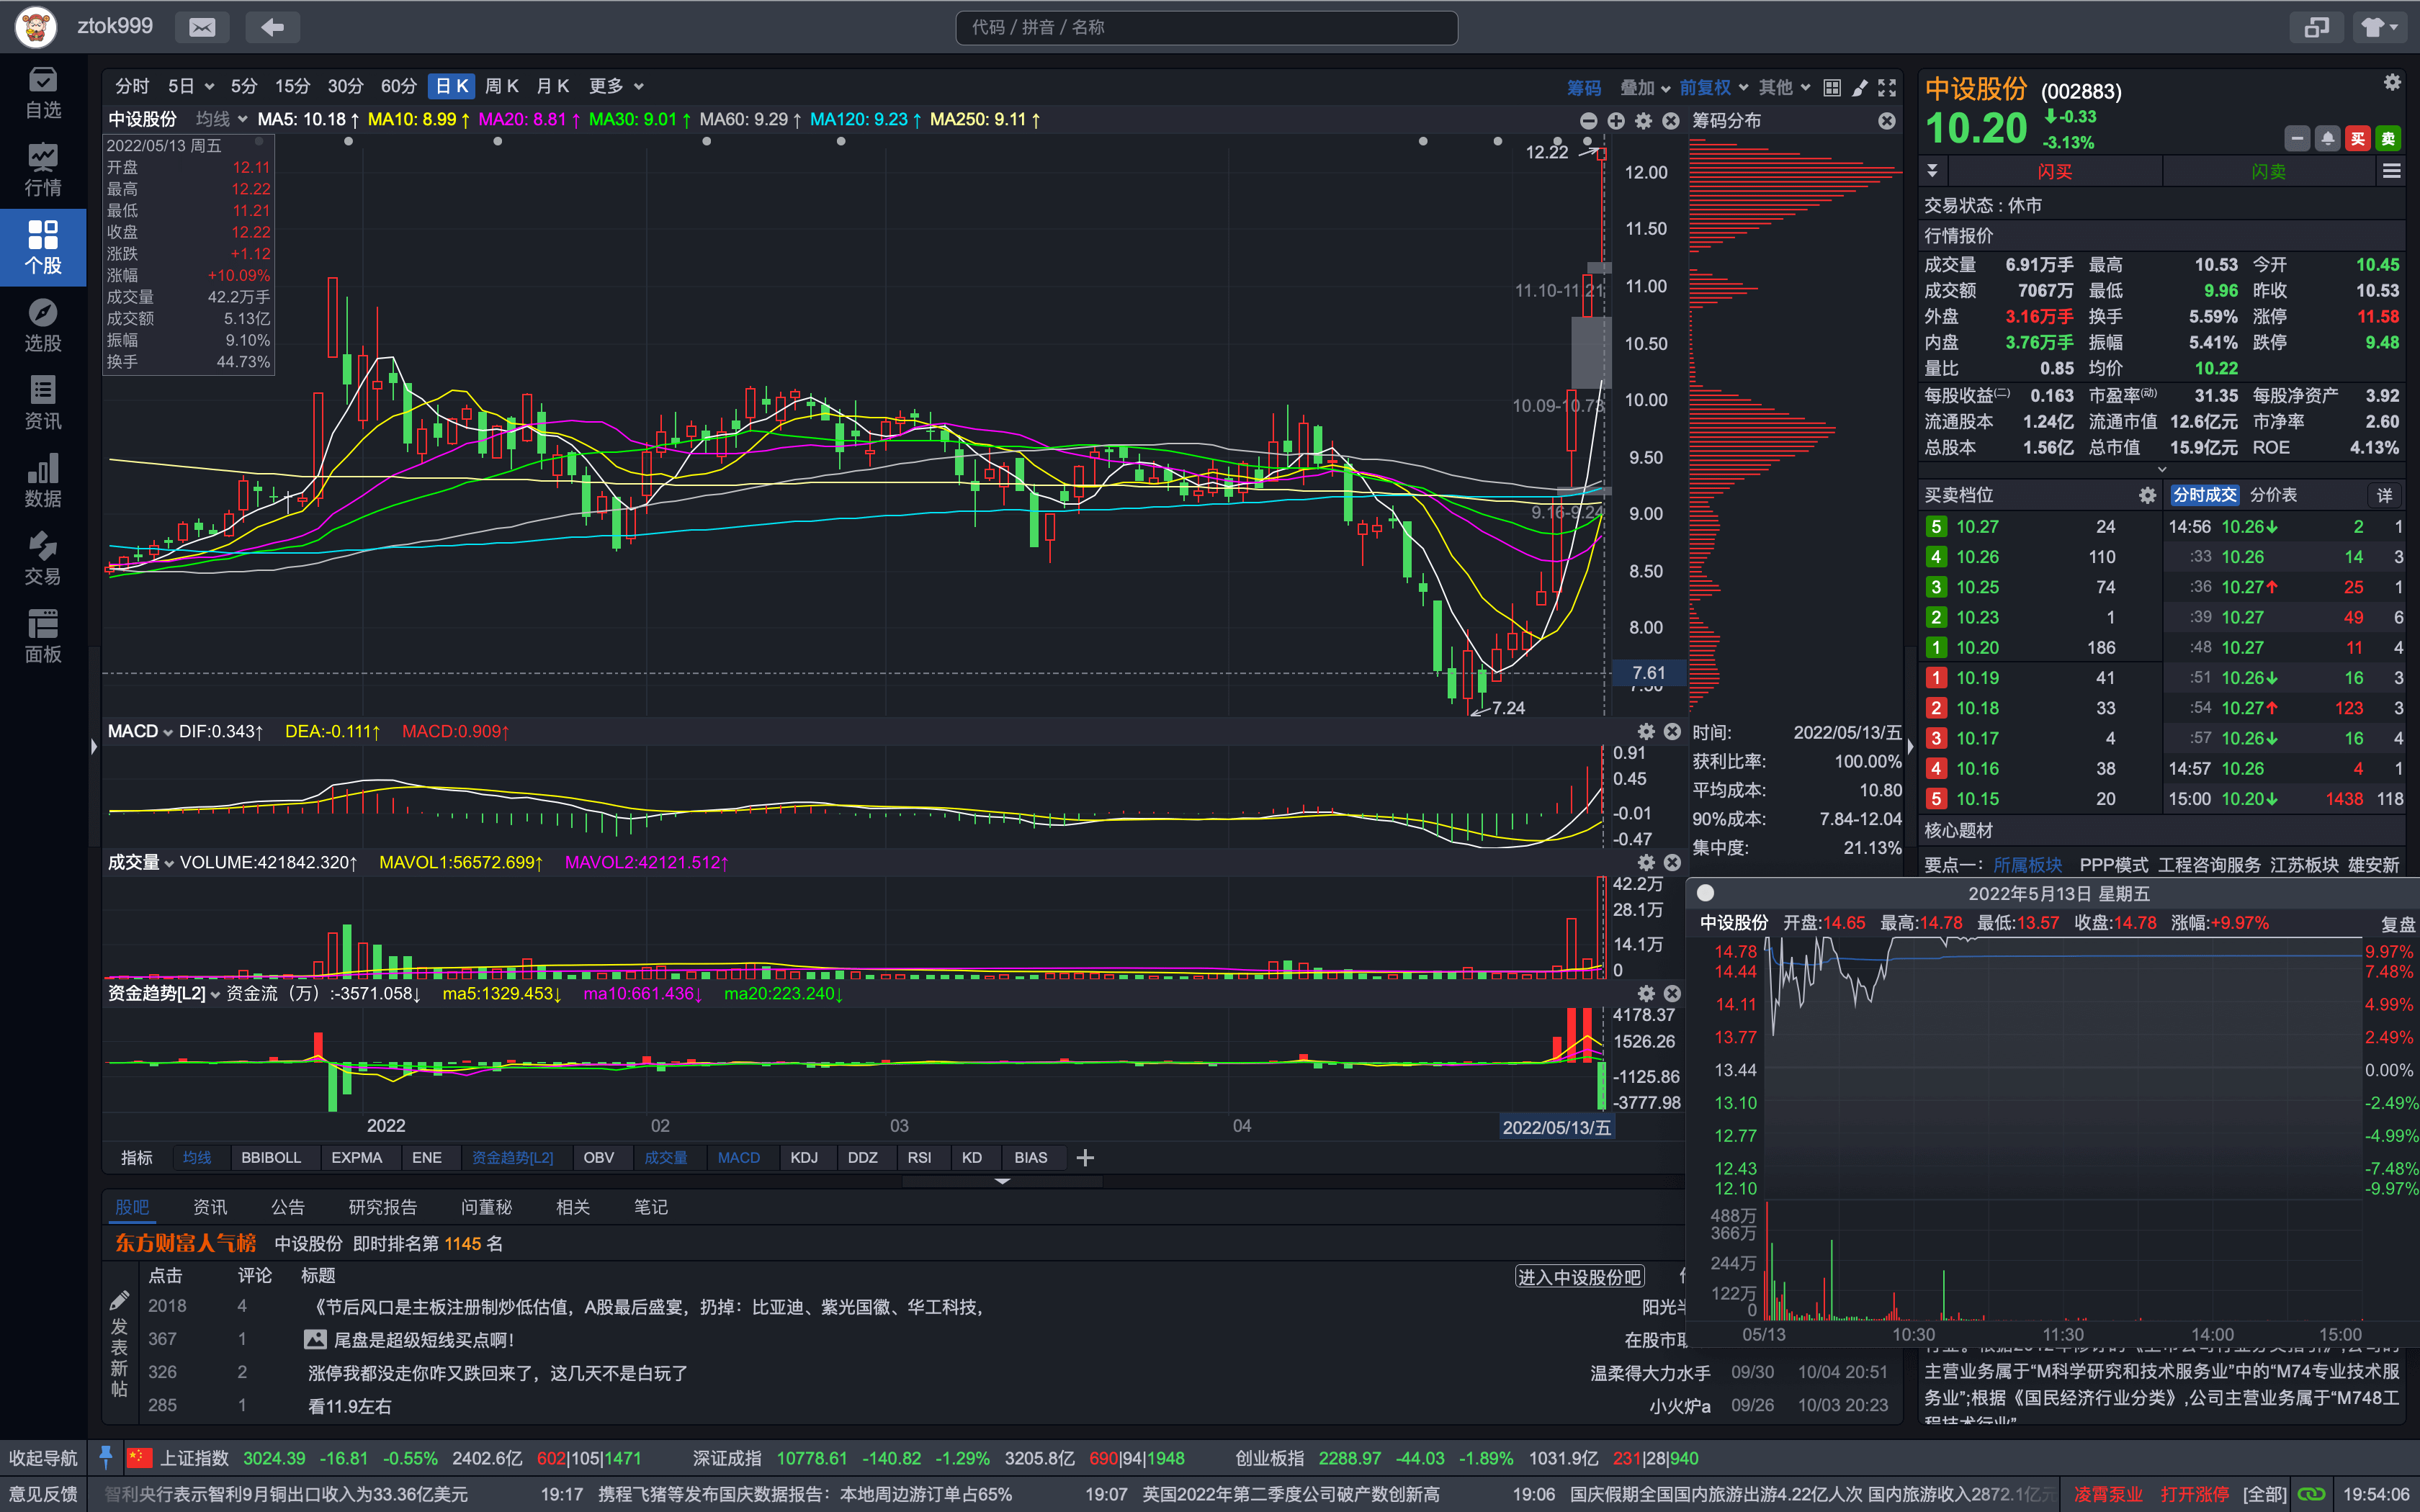 ztok999
代码 / 拼音 / 名称
自选
行情
个股
选股
资讯
数据
交易
面板
分时 5日 5分 15分 30分 60分 日K 周K 月K 更多
筹码 叠加 前复权 其他
中设股份 均线 MA5: 10.18↑ MA10: 8.99↑ MA20: 8.81↑ MA30: 9.01↑ MA60: 9.29↑ MA120: 9.23↑ MA250: 9.11↑
筹码分布
2022/05/13 周五
开盘 12.11
最高 12.22
最低 11.21
收盘 12.22
涨跌 +1.12
涨幅 +10.09%
成交量 42.2万手
成交额 5.13亿
振幅 9.10%
换手 44.73%
12.22
11.10-11.21
10.09-10.73
9.16-9.24
7.24
12.00
11.50
11.00
10.50
10.00
9.50
9.00
8.50
8.00
7.61
MACD DIF:0.343↑ DEA:-0.111↑ MACD:0.909↑
0.91
0.45
-0.01
-0.47
成交量 VOLUME:421842.320↑ MAVOL1:56572.699↑ MAVOL2:42121.512↑
42.2万
28.1万
14.1万
0
资金趋势[L2] 资金流（万）:-3571.058↓ ma5:1329.453↓ ma10:661.436↓ ma20:223.240↓
4178.37
1526.26
-1125.86
-3777.98
2022 02 03 04 2022/05/13/五
时间: 2022/05/13/五
获利比率: 100.00%
平均成本: 10.80
90%成本: 7.84-12.04
集中度: 21.13%
指标 均线 BBIBOLL EXPMA ENE 资金趋势[L2] OBV 成交量 MACD KDJ DDZ RSI KD BIAS
股吧 资讯 公告 研究报告 问董秘 相关 笔记
东方财富人气榜 中设股份 即时排名第 1145 名
点击 评论 标题 进入中设股份吧
发表新帖
2018 4 《节后风口是主板注册制炒低估值，A股最后盛宴，扔掉：比亚迪、紫光国徽、华工科技， 阳光
367 1 尾盘是超级短线买点啊！ 在股市
326 2 涨停我都没走你咋又跌回来了，这几天不是白玩了 温柔得大力水手 09/30 10/04 20:51
285 1 看11.9左右 小火炉a 09/26 10/03 20:23
中设股份 (002883)
10.20 -0.33
-3.13%
买 卖
闪买 闪卖
交易状态 : 休市
行情报价
成交量 6.91万手 最高 10.53 今开 10.45
成交额 7067万 最低 9.96 昨收 10.53
外盘 3.16万手 换手 5.59% 涨停 11.58
内盘 3.76万手 振幅 5.41% 跌停 9.48
量比 0.85 均价 10.22
每股收益(二) 0.163 市盈率(动) 31.35 每股净资产 3.92
流通股本 1.24亿 流通市值 12.6亿元 市净率 2.60
总股本 1.56亿 总市值 15.9亿元 ROE 4.13%
买卖档位 分时成交 分价表 详
5 10.27 24 14:56 10.26↓ 2 1
4 10.26 110 :33 10.26 14 3
3 10.25 74 :36 10.27↑ 25 1
2 10.23 1 :39 10.27 49 6
1 10.20 186 :48 10.27 11 4
1 10.19 41 :51 10.26↓ 16 3
2 10.18 33 :54 10.27↑ 123 3
3 10.17 4 :57 10.26↓ 16 4
4 10.16 38 14:57 10.26 4 1
5 10.15 20 15:00 10.20↓ 1438 118
核心题材
要点一： 所属板块 PPP模式 工程咨询服务 江苏板块 雄安新
2022年5月13日 星期五
中设股份 开盘:14.65 最高:14.78 最低:13.57 收盘:14.78 涨幅:+9.97% 复盘
14.78 9.97%
14.44 7.48%
14.11 4.99%
13.77 2.49%
13.44 0.00%
13.10 -2.49%
12.77 -4.99%
12.43 -7.48%
12.10 -9.97%
488万
366万
244万
122万
0
05/13 10:30 11:30 14:00 15:00
主营业务属于“M科学研究和技术服务业”中的“M74专业技术服
务业”;根据《国民经济行业分类》,公司主营业务属于“M748工
程技术行业”
收起导航 上证指数 3024.39 -16.81 -0.55% 2402.6亿 602|105|1471 深证成指 10778.61 -140.82 -1.29% 3205.8亿 690|94|1948 创业板指 2288.97 -44.03 -1.89% 1031.9亿 231|28|940
意见反馈 智利央行表示智利9月铜出口收入为33.36亿美元 19:17 携程飞猪等发布国庆数据报告：本地周边游订单占65% 19:07 英国2022年第二季度公司破产数创新高 19:06 国庆假期全国国内旅游出游4.22亿人次 国内旅游收入2872.1亿元 凌霄泵业 打开涨停 [全部] 19:54:06